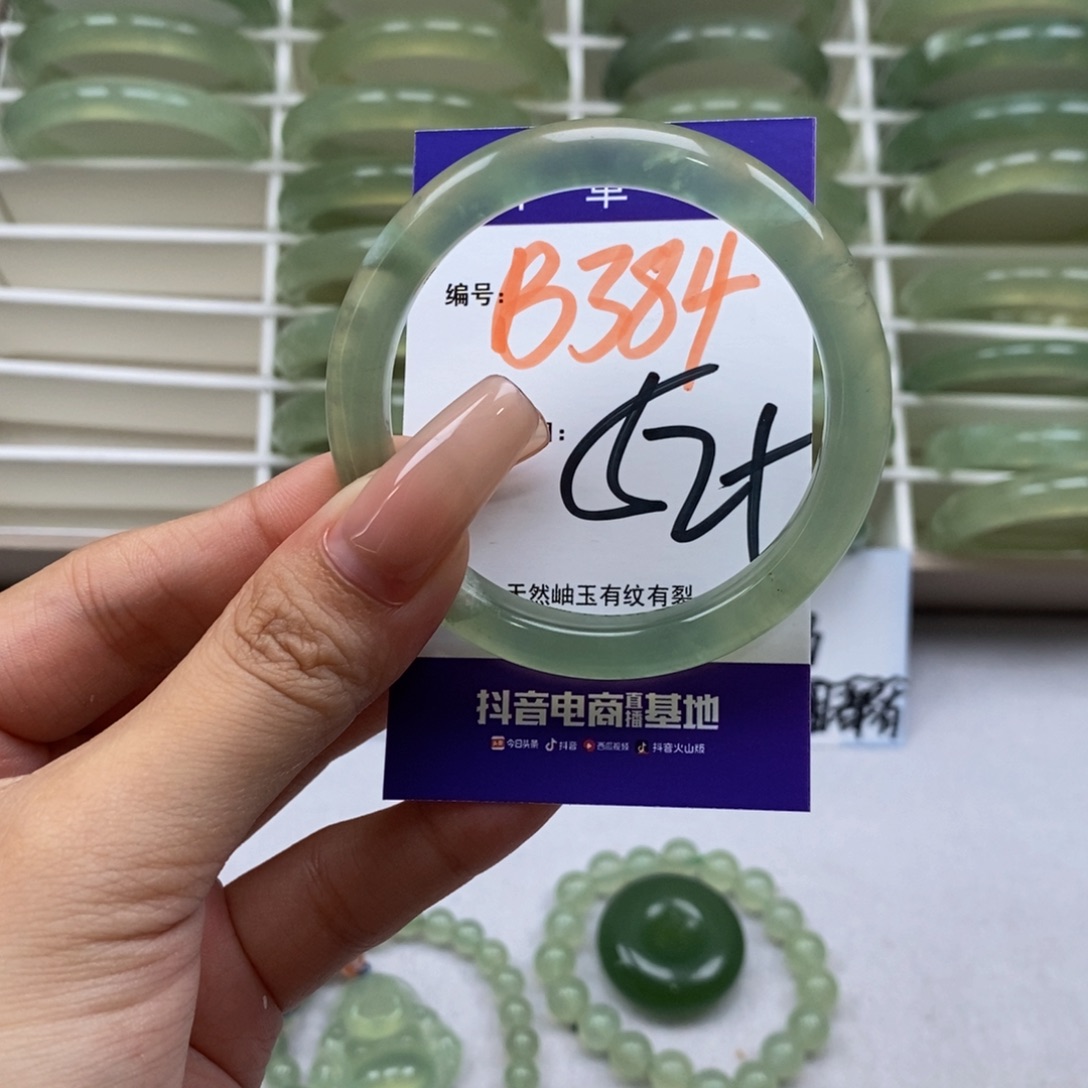 单
编号: B384
天然岫玉有纹有裂
抖音电商直播基地
今日头条 抖音 西瓜视频 抖音火山版